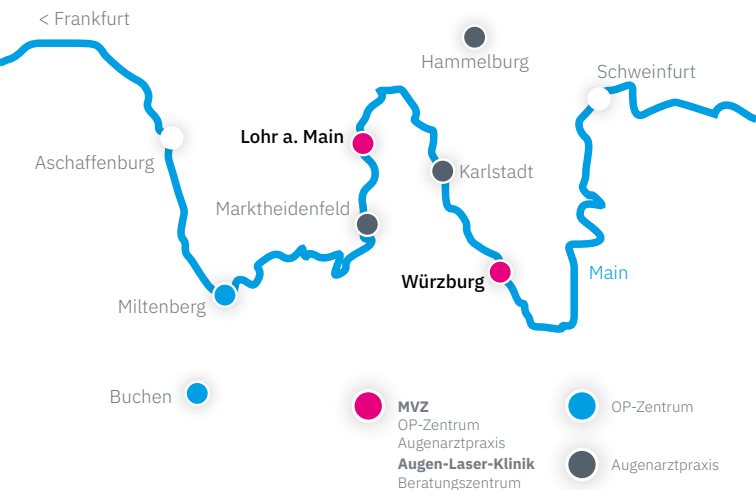 < Frankfurt
Hammelburg
Schweinfurt
Lohr a. Main
Aschaffenburg
Karlstadt
Marktheidenfeld
Main
Würzburg
Miltenberg
Buchen
MVZ
OP-Zentrum
Augenarztpraxis
Augen-Laser-Klinik
Beratungszentrum
OP-Zentrum
Augenarztpraxis